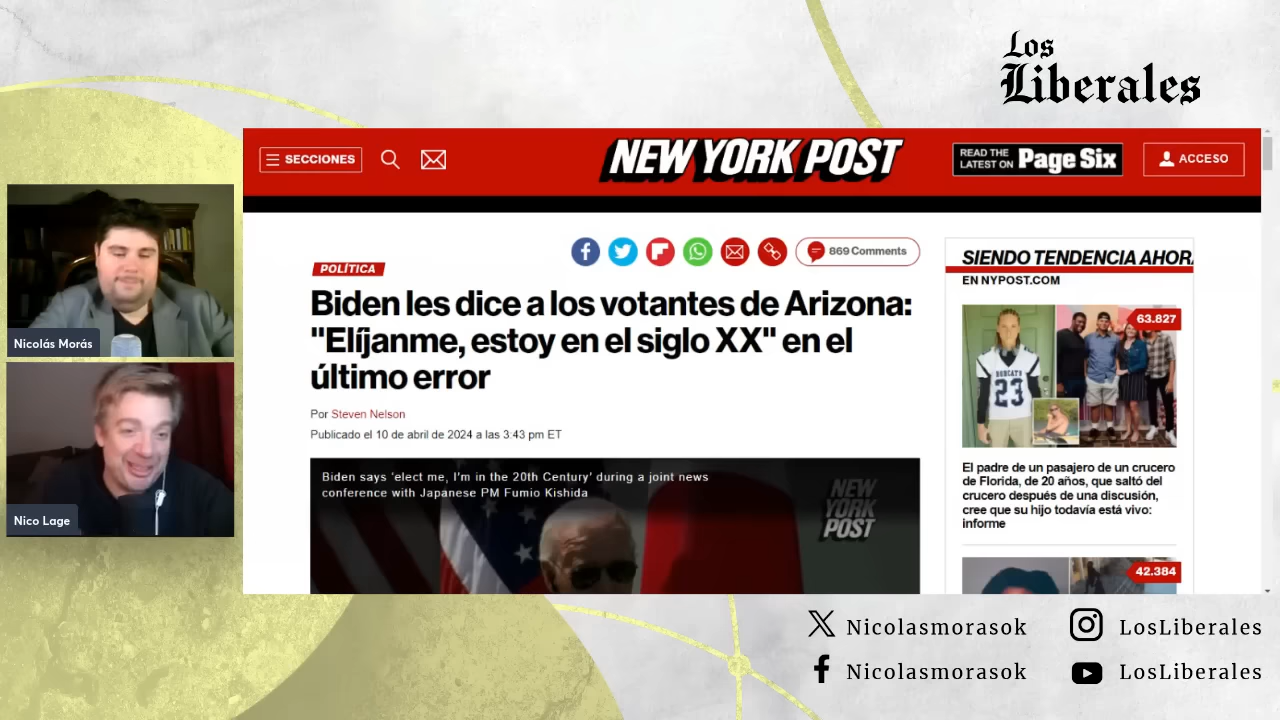 Los
Liberales
SECCIONES
NEW YORK POST
READ THE
LATEST ON
Page Six
ACCESO
869 Comments
POLÍTICA
Biden les dice a los votantes de Arizona:
"Elíjanme, estoy en el siglo XX" en el
último error
Por Steven Nelson
Publicado el 10 de abril de 2024 a las 3:43 pm ET
Biden says 'elect me, I'm in the 20th Century' during a joint news
conference with Japanese PM Fumio Kishida
NEW
YORK
POST
SIENDO TENDENCIA AHOR
EN NYPOST.COM
63.827
BOBCATS
23
El padre de un pasajero de un crucero
de Florida, de 20 años, que saltó del
crucero después de una discusión,
cree que su hijo todavía está vivo:
informe
42.384
Nicolás Morás
Nico Lage
Nicolasmorasok
LosLiberales
Nicolasmorasok
LosLiberales